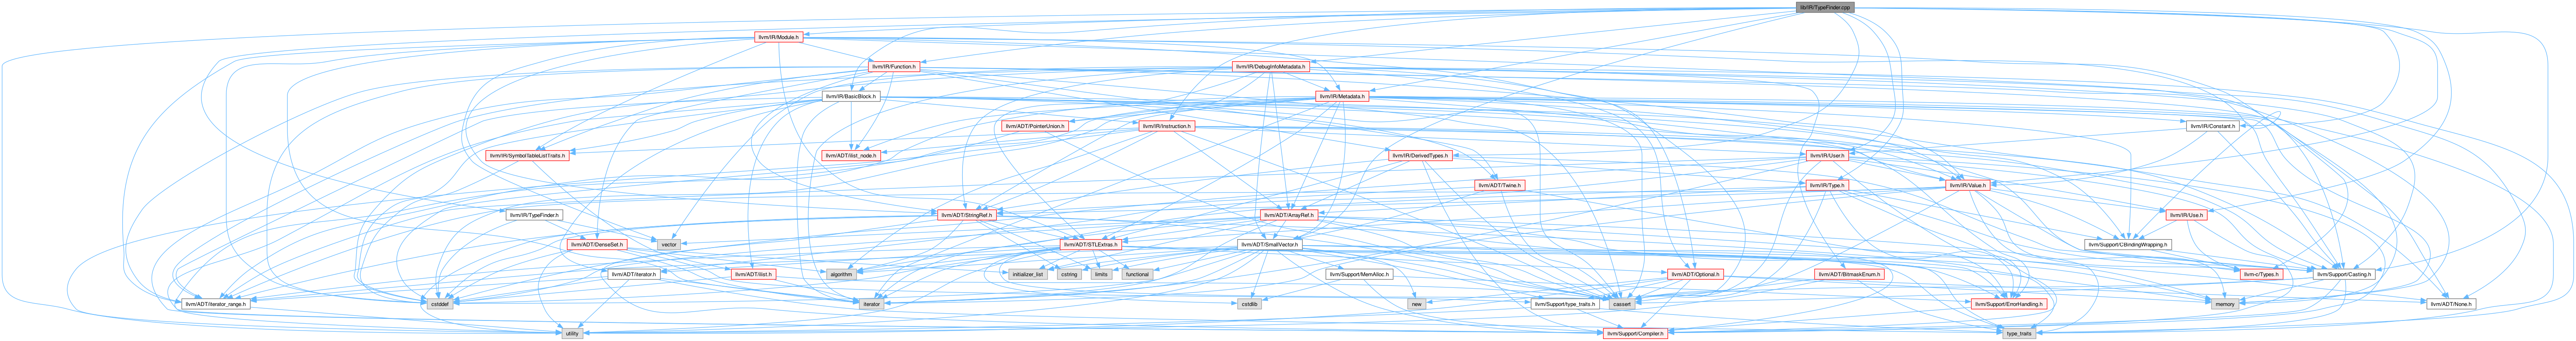 lib/IR/TypeFinder.cpp
llvm/IR/Module.h
llvm/IR/Function.h
llvm/IR/DebugInfoMetadata.h
llvm/IR/BasicBlock.h
llvm/IR/Metadata.h
llvm/ADT/PointerUnion.h
llvm/IR/Instruction.h
llvm/IR/Constant.h
llvm/IR/SymbolTableListTraits.h
llvm/ADT/ilist_node.h
llvm/IR/DerivedTypes.h
llvm/IR/User.h
llvm/ADT/Twine.h
llvm/IR/Type.h
llvm/IR/Value.h
llvm/IR/TypeFinder.h
llvm/ADT/StringRef.h
llvm/ADT/ArrayRef.h
llvm/IR/Use.h
llvm/ADT/DenseSet.h
vector
llvm/ADT/STLExtras.h
llvm/ADT/SmallVector.h
llvm/Support/CBindingWrapping.h
llvm/ADT/iterator.h
llvm/ADT/ilist.h
algorithm
initializer_list
cstring
limits
functional
llvm/Support/MemAlloc.h
llvm/ADT/Optional.h
llvm/ADT/BitmaskEnum.h
llvm-c/Types.h
llvm/Support/Casting.h
llvm/ADT/iterator_range.h
cstddef
iterator
cstdlib
new
llvm/Support/type_traits.h
cassert
llvm/Support/ErrorHandling.h
memory
llvm/ADT/None.h
utility
llvm/Support/Compiler.h
type_traits